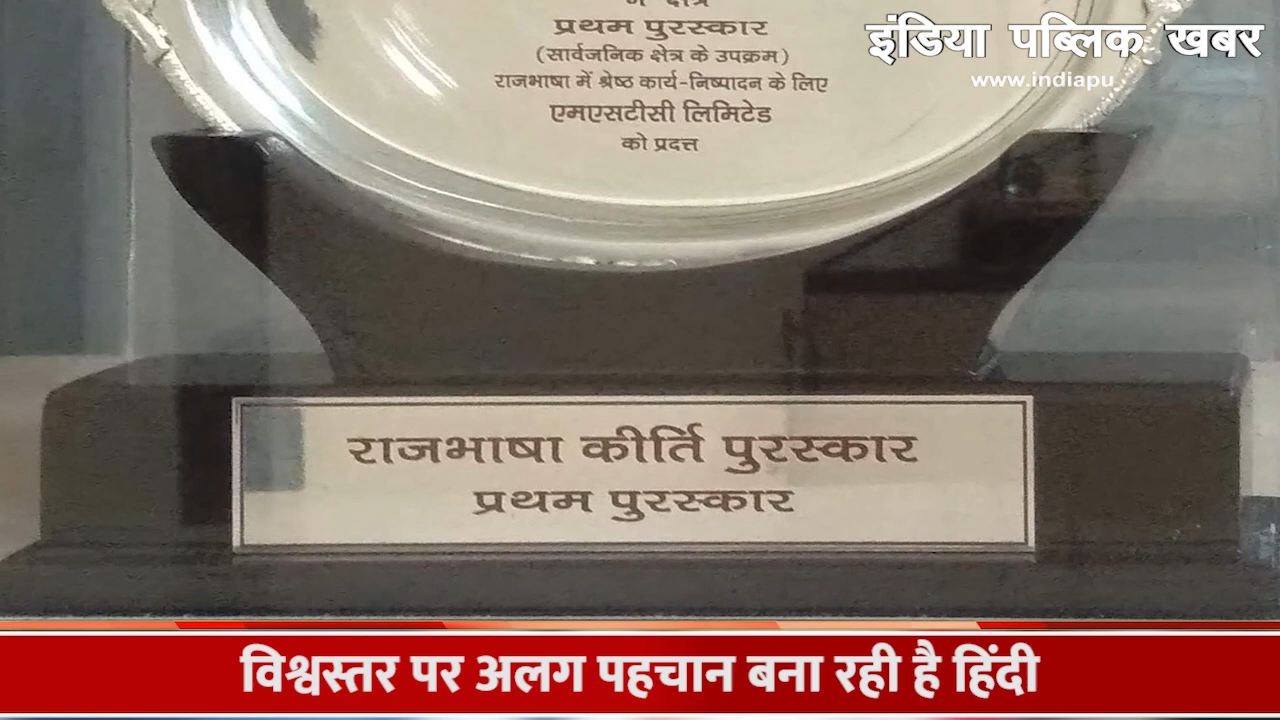 प्रथम पुरस्कार
(सार्वजनिक क्षेत्र के उपक्रम)
राजभाषा में श्रेष्ठ कार्य-निष्पादन के लिए
एमएसटीसी लिमिटेड
को प्रदत्त
इंडिया पब्लिक खबर
www.indiapu
राजभाषा कीर्ति पुरस्कार
प्रथम पुरस्कार
विश्वस्तर पर अलग पहचान बना रही है हिंदी